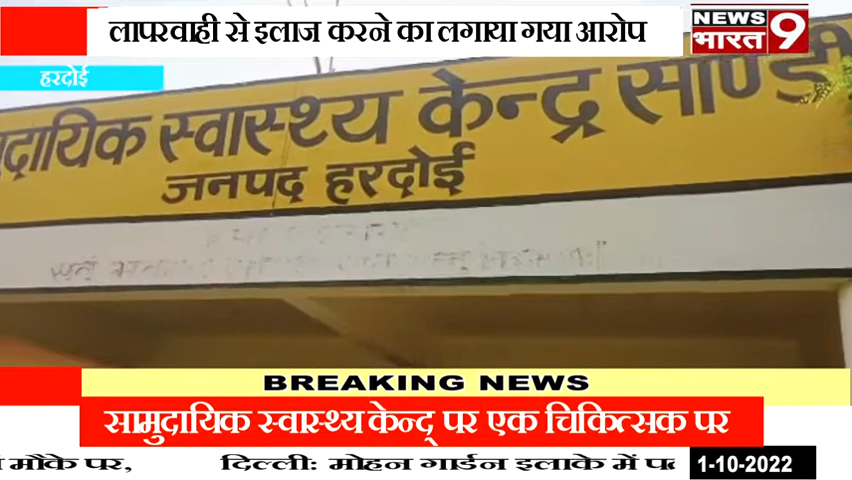 लापरवाही से इलाज करने का लगाया गया आरोप
NEWS
भारत 9
हरदोई
स्वास्थ्य केन्द्र साण्डी
जनपद हरदोई
BREAKING NEWS
सामुदायिक स्वास्थ्य केन्द् पर एक चिकित्सक पर
मौके पर, दिल्ली: मोहन गार्डन इलाके में
1-10-2022